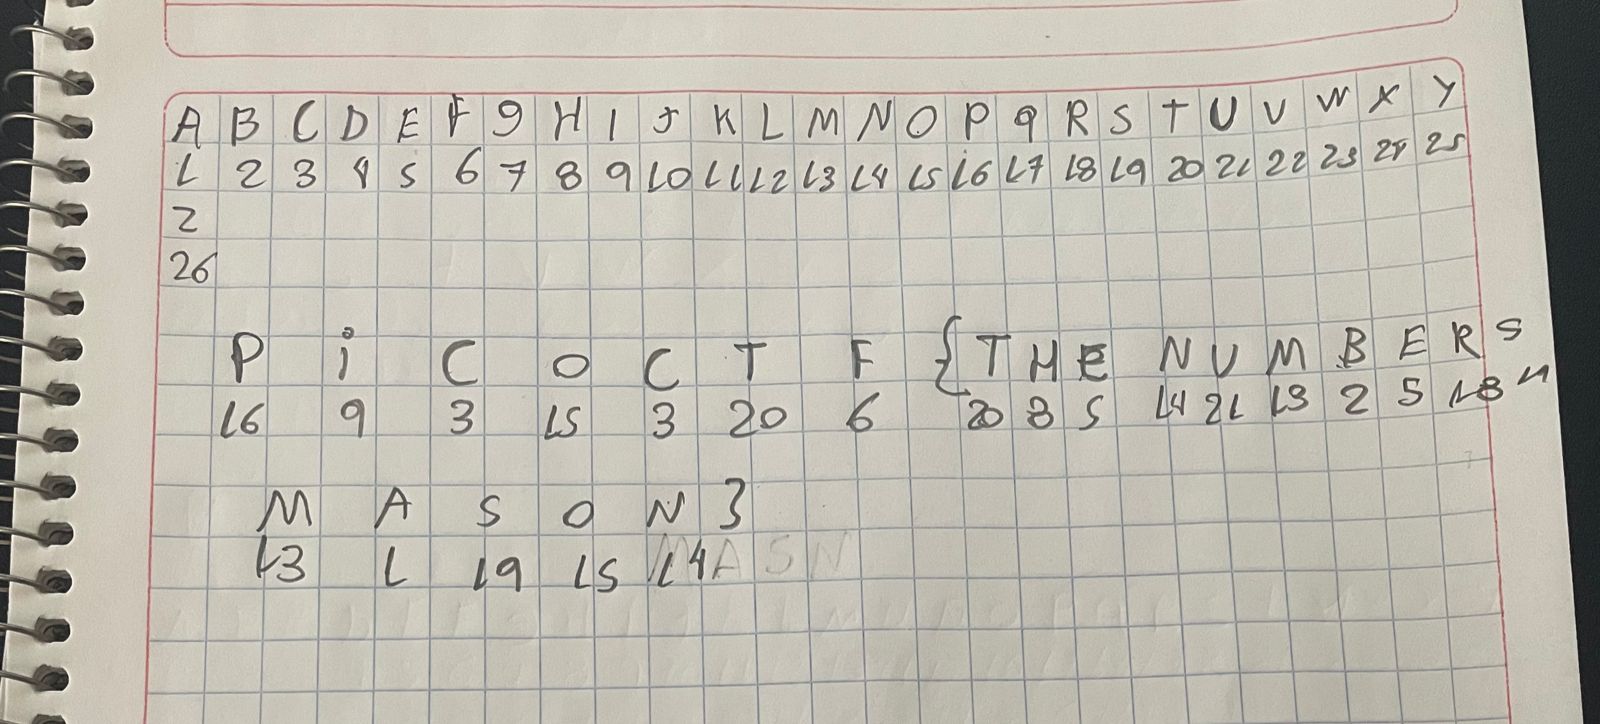 A B C D E F g H I J K L M N O P q R S T U V W X Y
1 2 3 4 5 6 7 8 9 10 11 12 13 14 15 16 17 18 19 20 21 22 23 24 25
Z
26
P i C O C T F { T H E N U M B E R S
16 9 3 15 3 20 6 20 8 5 14 21 13 2 5 18
M A S O N }
13 1 19 15 14